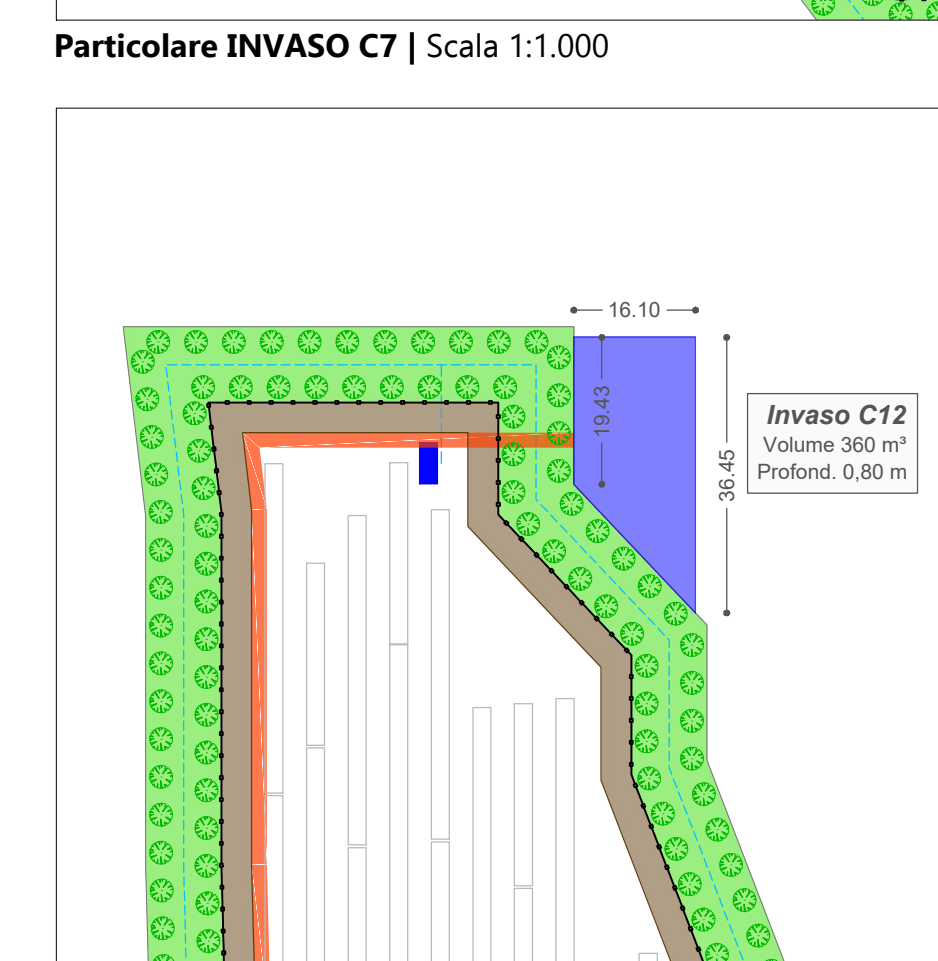 Particolare INVASO C7 | Scala 1:1.000
16.10
19.43
36.45
Invaso C12
Volume 360 m³
Profond. 0,80 m